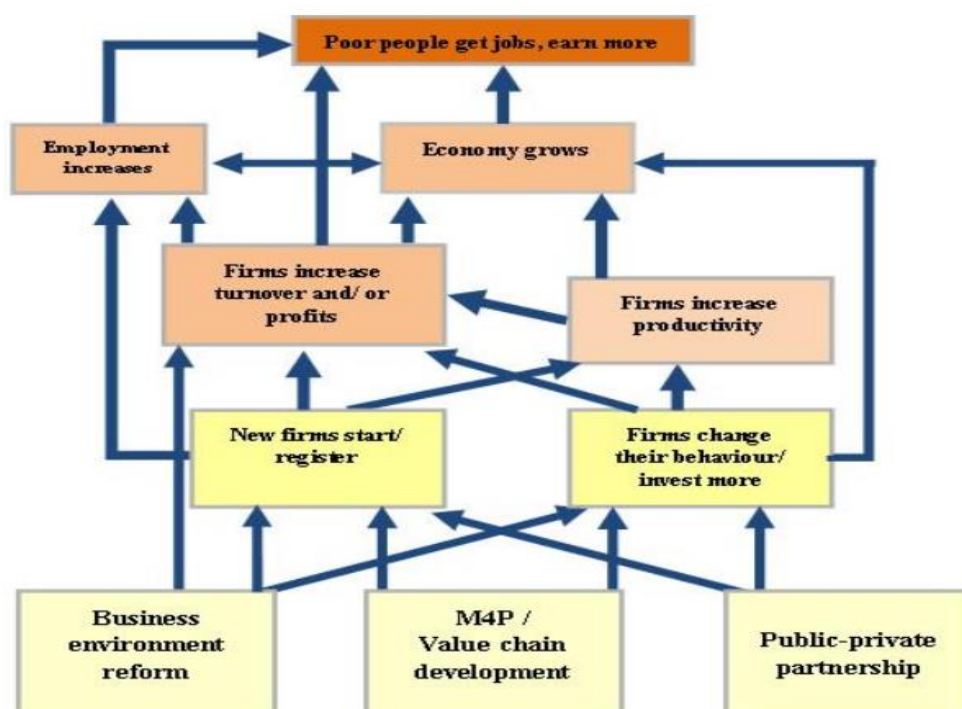 Poor people get jobs, earn more
Employment
increases
Economy grows
Firms increase
turnover and/ or
profits
Firms increase
productivity
New firms start/
register
Firms change
their behaviour/
invest more
Business
environment
reform
M4P /
Value chain
development
Public-private
partnership